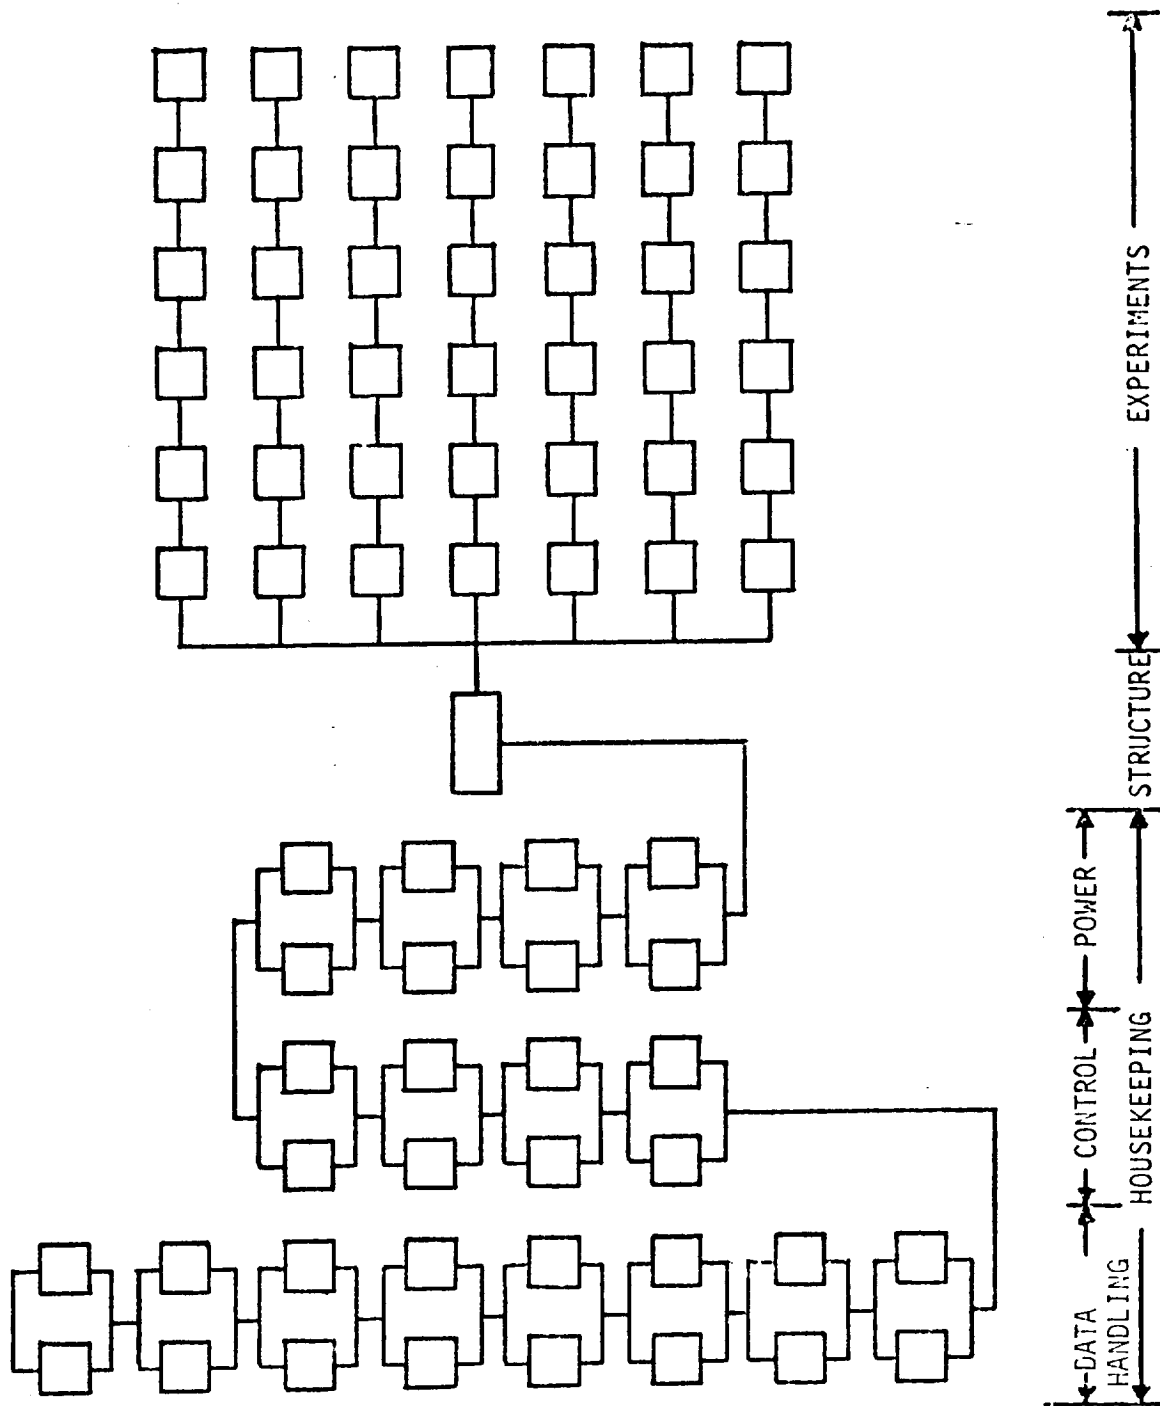 EXPERIMENTS
STRUCTURE
POWER
CONTROL
HOUSEKEEPING
DATA
HANDLING